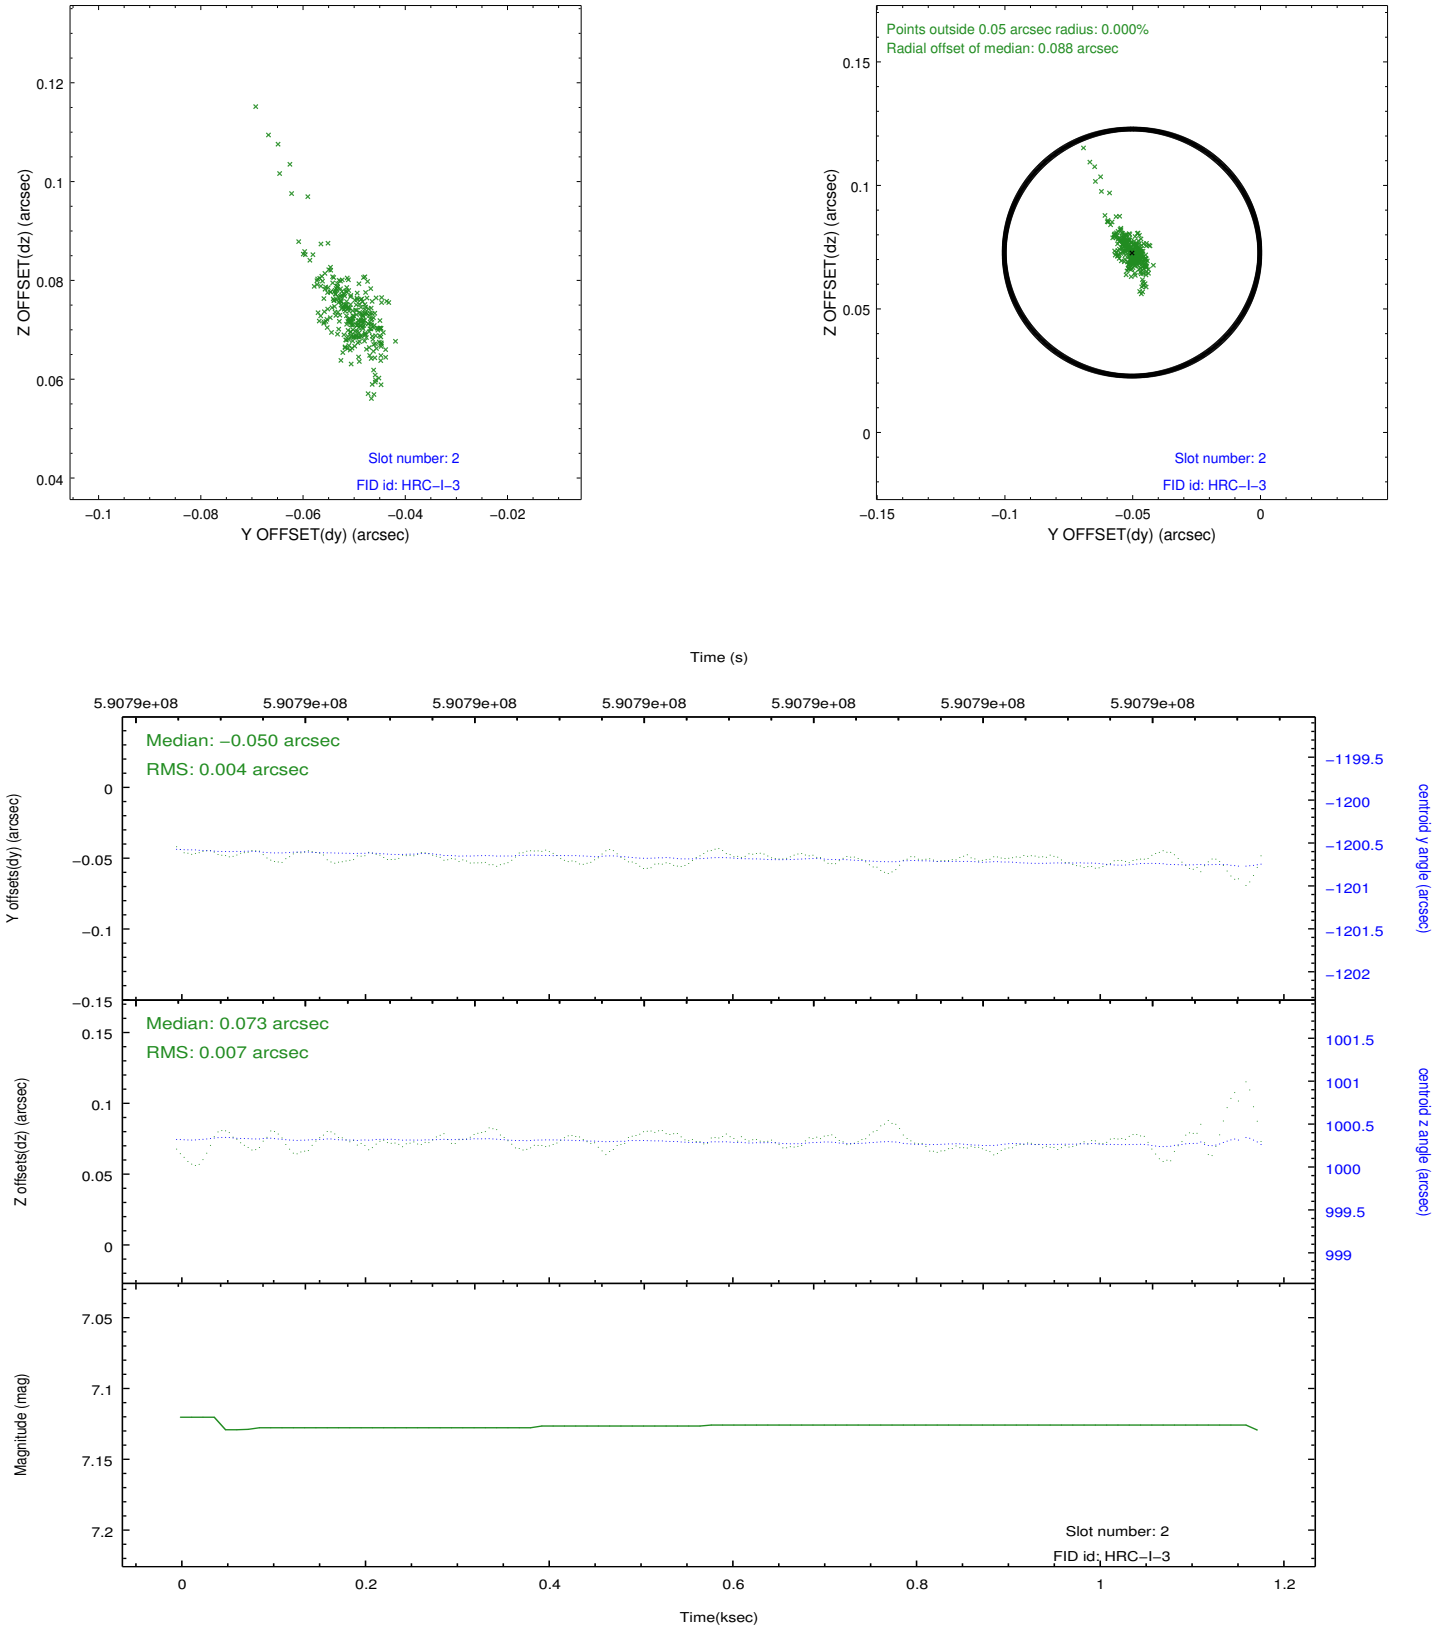 0.12
0.1
0.08
0.06
0.04
Z OFFSET(dz) (arcsec)
Slot number: 2
FID id: HRC−I−3
−0.1
−0.08
−0.06
−0.04
−0.02
Y OFFSET(dy) (arcsec)
Points outside 0.05 arcsec radius: 0.000%
Radial offset of median: 0.088 arcsec
0.15
0.1
0.05
0
Z OFFSET(dz) (arcsec)
Slot number: 2
FID id: HRC−I−3
−0.15
−0.1
−0.05
0
Y OFFSET(dy) (arcsec)
Time (s)
5.9079e+08
5.9079e+08
5.9079e+08
5.9079e+08
5.9079e+08
5.9079e+08
5.9079e+08
Median: −0.050 arcsec
RMS: 0.004 arcsec
0
−0.05
−0.1
−0.15
Y offsets(dy) (arcsec)
−1199.5
−1200
−1200.5
−1201
−1201.5
−1202
centroid y angle (arcsec)
Median: 0.073 arcsec
RMS: 0.007 arcsec
0.15
0.1
0.05
0
Z offsets(dz) (arcsec)
1001.5
1001
1000.5
1000
999.5
999
centroid z angle (arcsec)
7.05
7.1
7.15
7.2
Magnitude (mag)
Slot number: 2
FID id: HRC−I−3
0
0.2
0.4
0.6
0.8
1
1.2
Time(ksec)